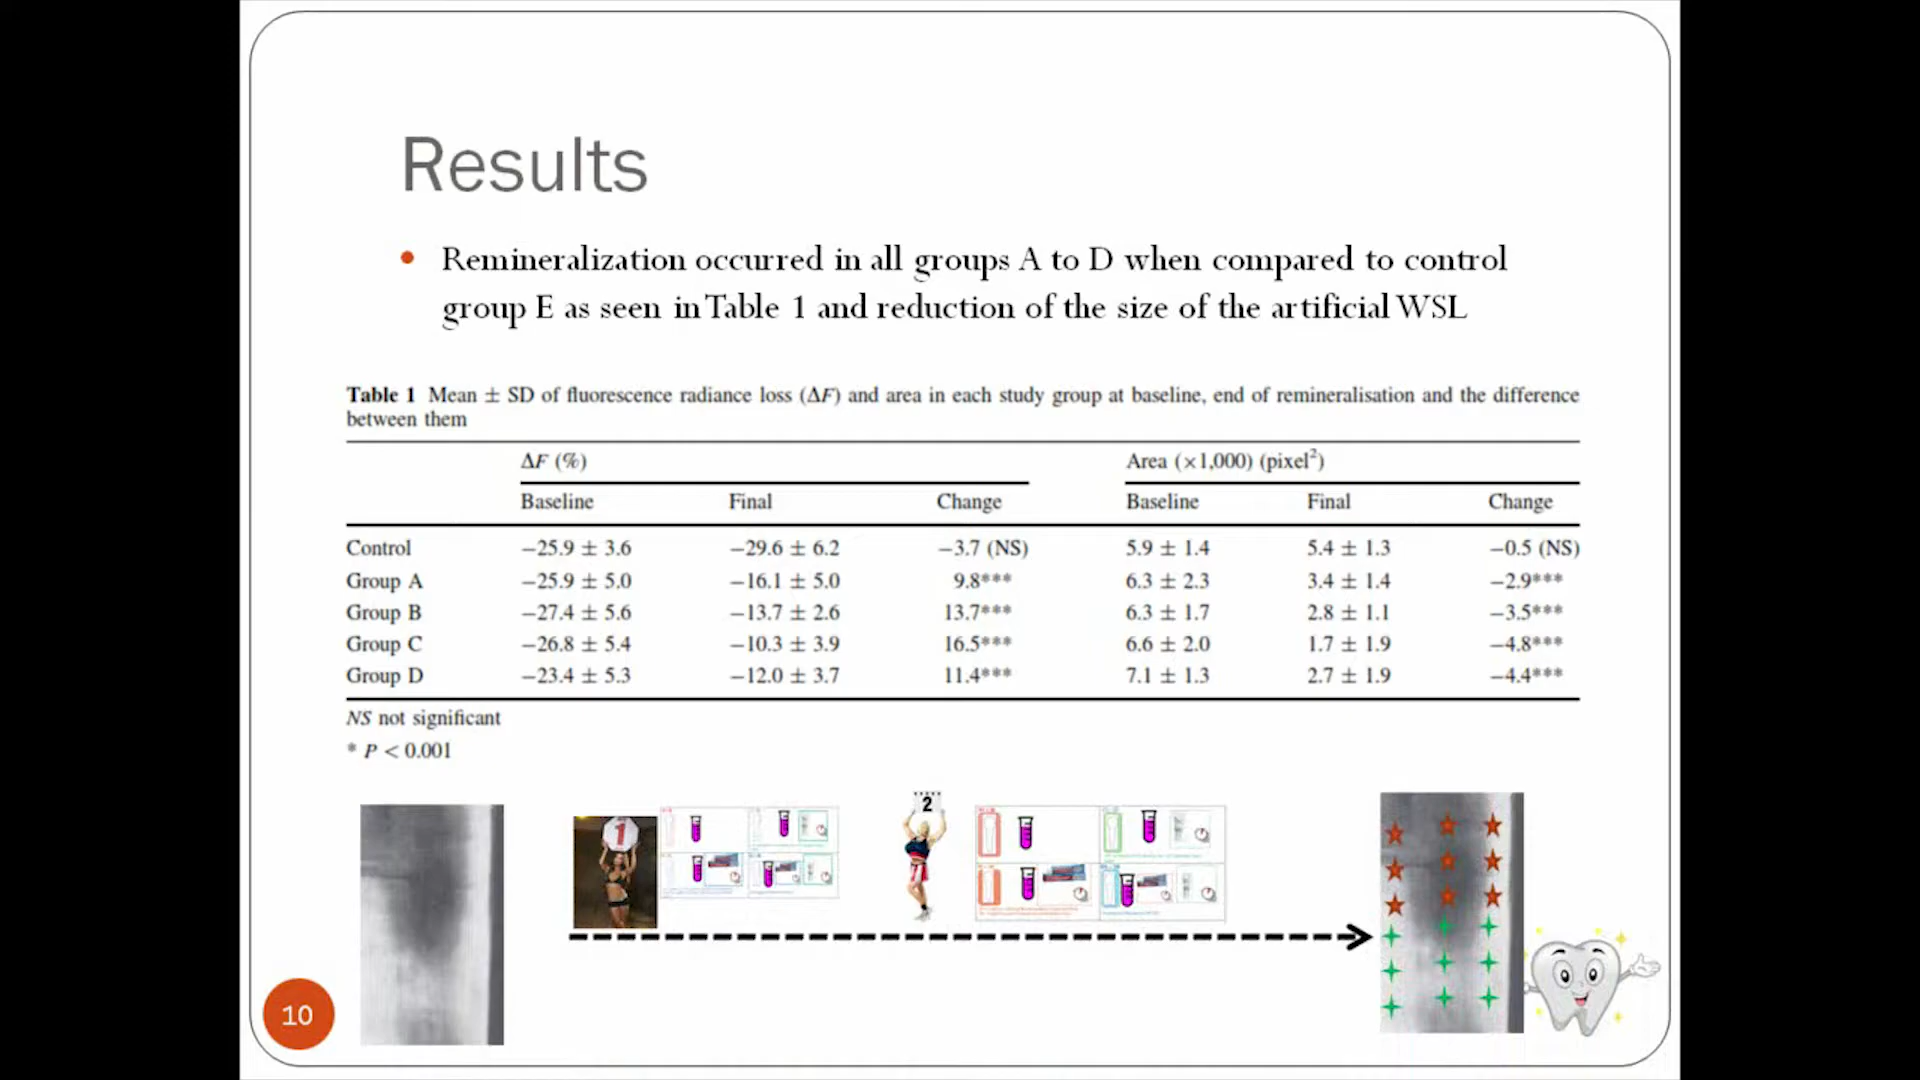 Results
Remineralization occurred in all groups A to D when compared to control
group E as seen in Table 1 and reduction of the size of the artificial WSL
Table 1 Mean ± SD of fluorescence radiance loss (ΔF) and area in each study group at baseline, end of remineralisation and the difference
between them
ΔF (%) Area (×1,000) (pixel²)
Baseline Final Change Baseline Final Change
Control −25.9 ± 3.6 −29.6 ± 6.2 −3.7 (NS) 5.9 ± 1.4 5.4 ± 1.3 −0.5 (NS)
Group A −25.9 ± 5.0 −16.1 ± 5.0 9.8*** 6.3 ± 2.3 3.4 ± 1.4 −2.9***
Group B −27.4 ± 5.6 −13.7 ± 2.6 13.7*** 6.3 ± 1.7 2.8 ± 1.1 −3.5***
Group C −26.8 ± 5.4 −10.3 ± 3.9 16.5*** 6.6 ± 2.0 1.7 ± 1.9 −4.8***
Group D −23.4 ± 5.3 −12.0 ± 3.7 11.4*** 7.1 ± 1.3 2.7 ± 1.9 −4.4***
NS not significant
* P < 0.001
1
2
10